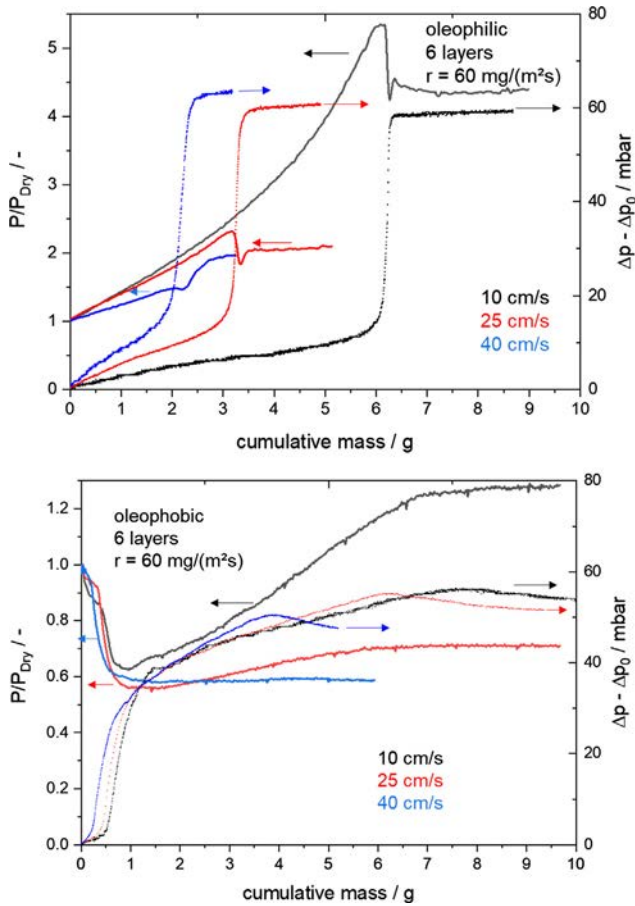 oleophilic
6 layers
r = 60 mg/(m²s)
P/P_Dry / -
Δp - Δp₀ / mbar
5
4
3
2
1
0
80
60
40
20
0
10 cm/s
25 cm/s
40 cm/s
0 1 2 3 4 5 6 7 8 9 10
cumulative mass / g
oleophobic
6 layers
r = 60 mg/(m²s)
P/P_Dry / -
Δp - Δp₀ / mbar
1.2
1.0
0.8
0.6
0.4
0.2
0.0
80
60
40
20
0
10 cm/s
25 cm/s
40 cm/s
0 1 2 3 4 5 6 7 8 9 10
cumulative mass / g